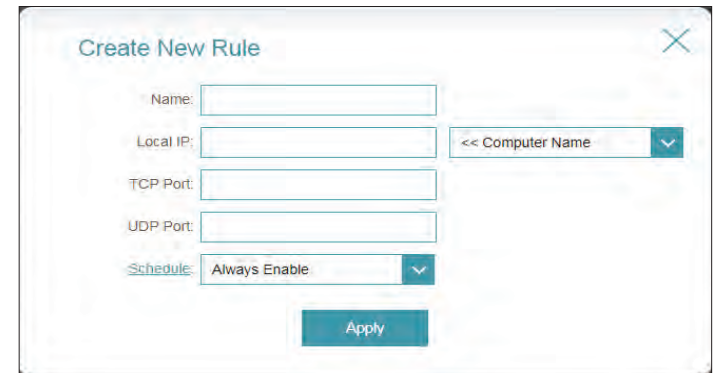 Create New Rule
Name:
Local IP: << Computer Name
TCP Port:
UDP Port:
Schedule: Always Enable
Apply